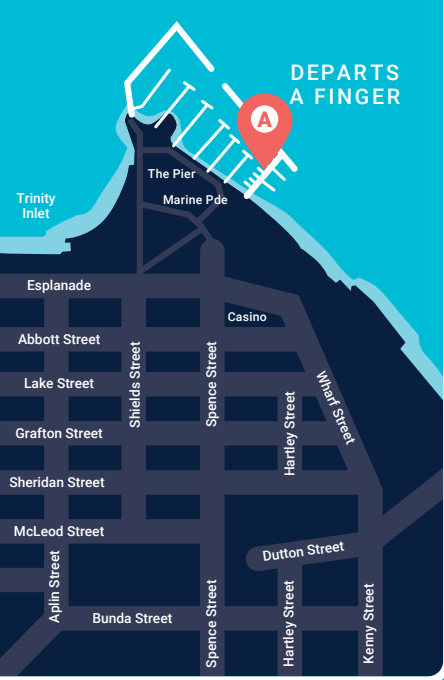 DEPARTS
A FINGER
A
The Pier
Marine Pde
Trinity
Inlet
Esplanade
Casino
Abbott Street
Lake Street
Shields Street
Spence Street
Wharf Street
Hartley Street
Grafton Street
Sheridan Street
McLeod Street
Dutton Street
Aplin Street
Bunda Street
Spence Street
Hartley Street
Kenny Street